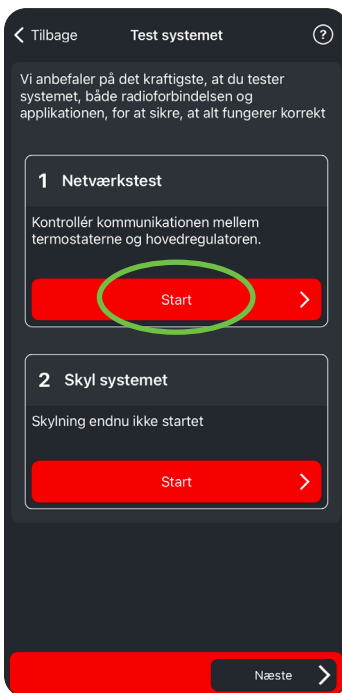 Tilbage Test systemet ?
Vi anbefaler på det kraftigste, at du tester
systemet, både radioforbindelsen og
applikationen, for at sikre, at alt fungerer korrekt
1 Netværkstest
Kontrollér kommunikationen mellem
termostaterne og hovedregulatoren.
Start
2 Skyl systemet
Skylning endnu ikke startet
Start
Næste